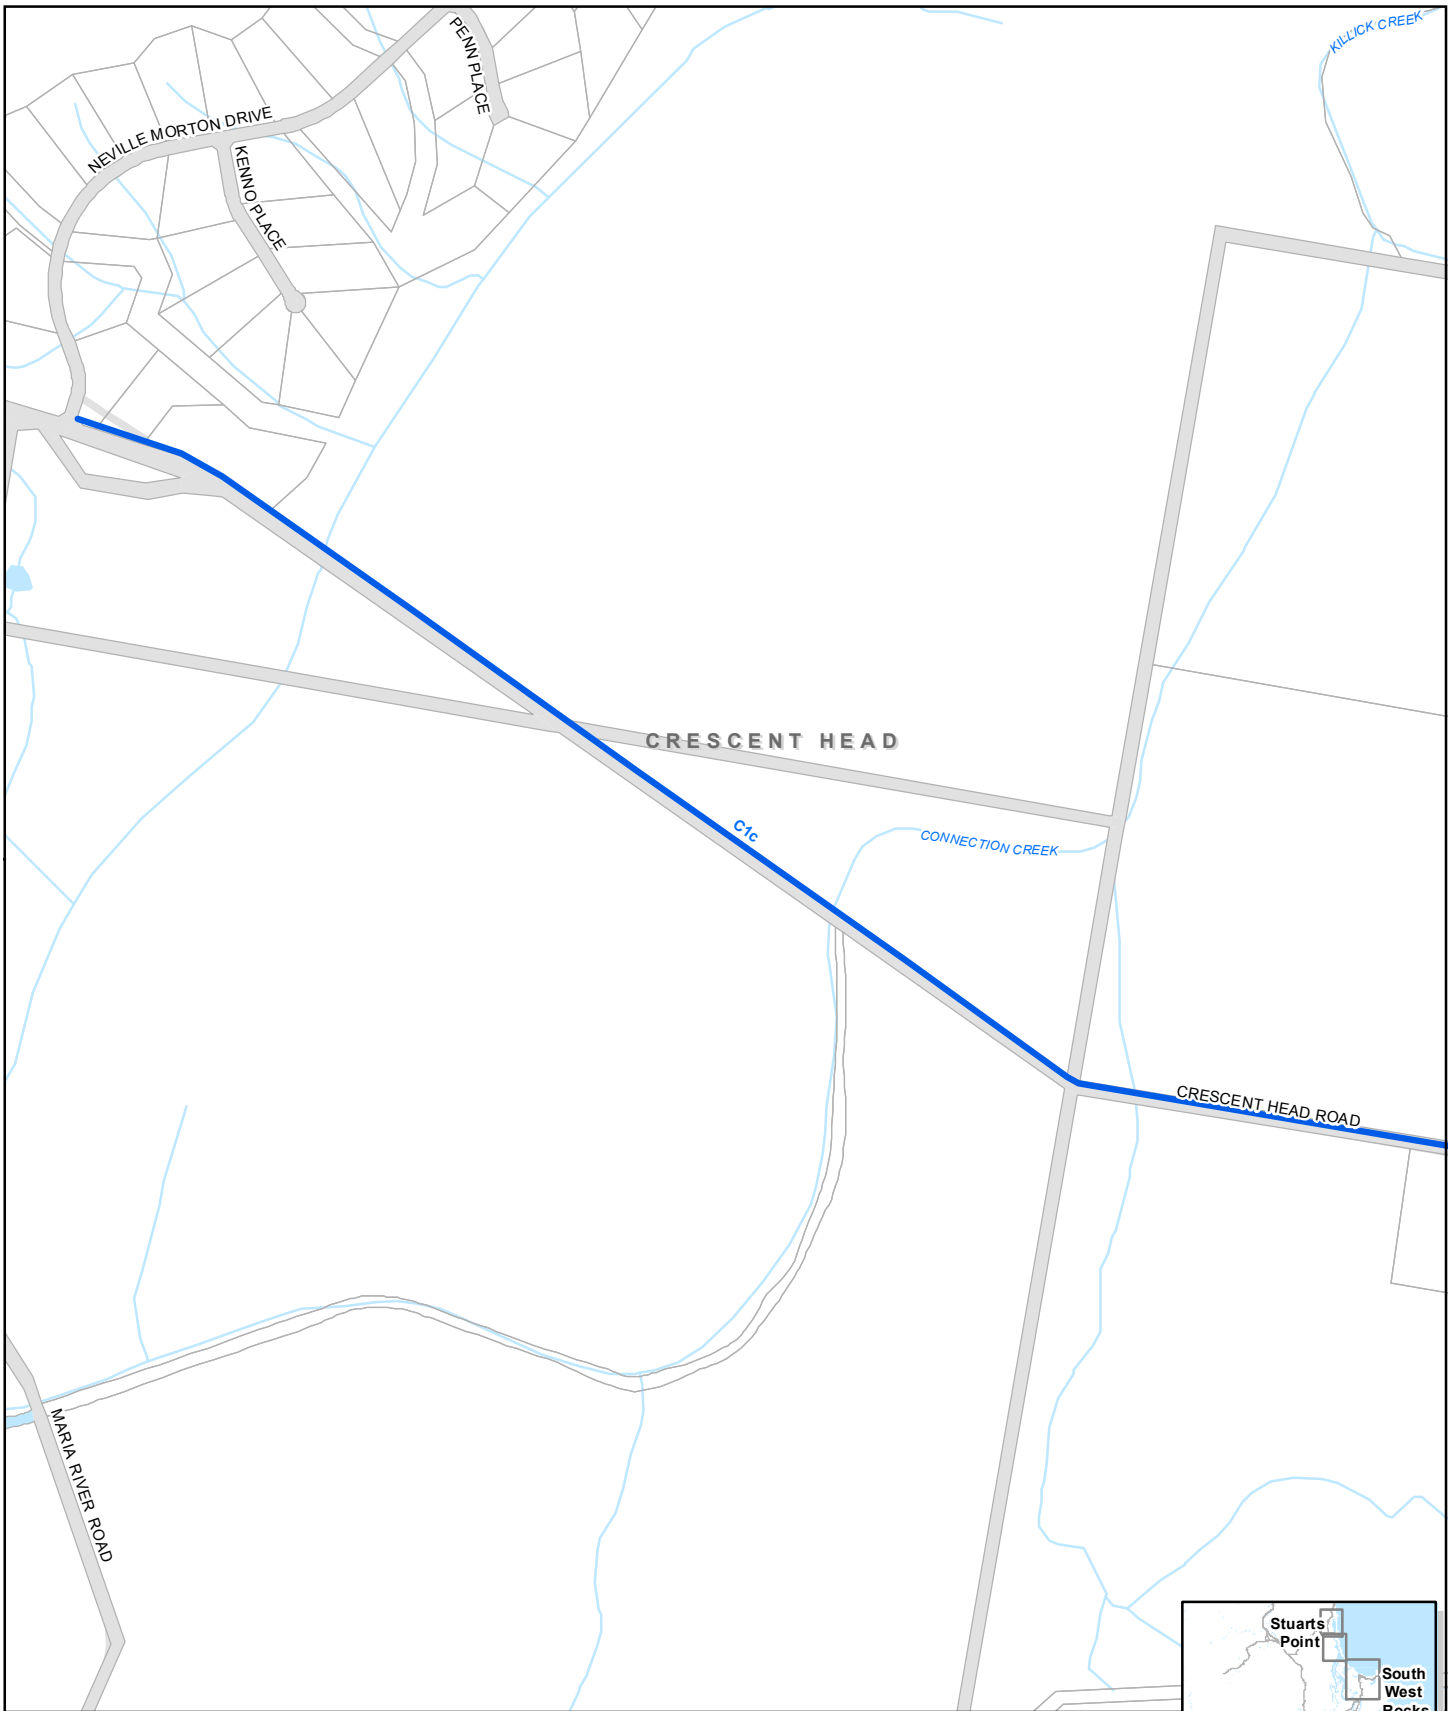 KILLICK CREEK
PENN PLACE
NEVILLE MORTON DRIVE
KENNO PLACE
CRESCENT HEAD
C1c
CONNECTION CREEK
CRESCENT HEAD ROAD
MARIA RIVER ROAD
Stuarts
Point
South
West
Rocks